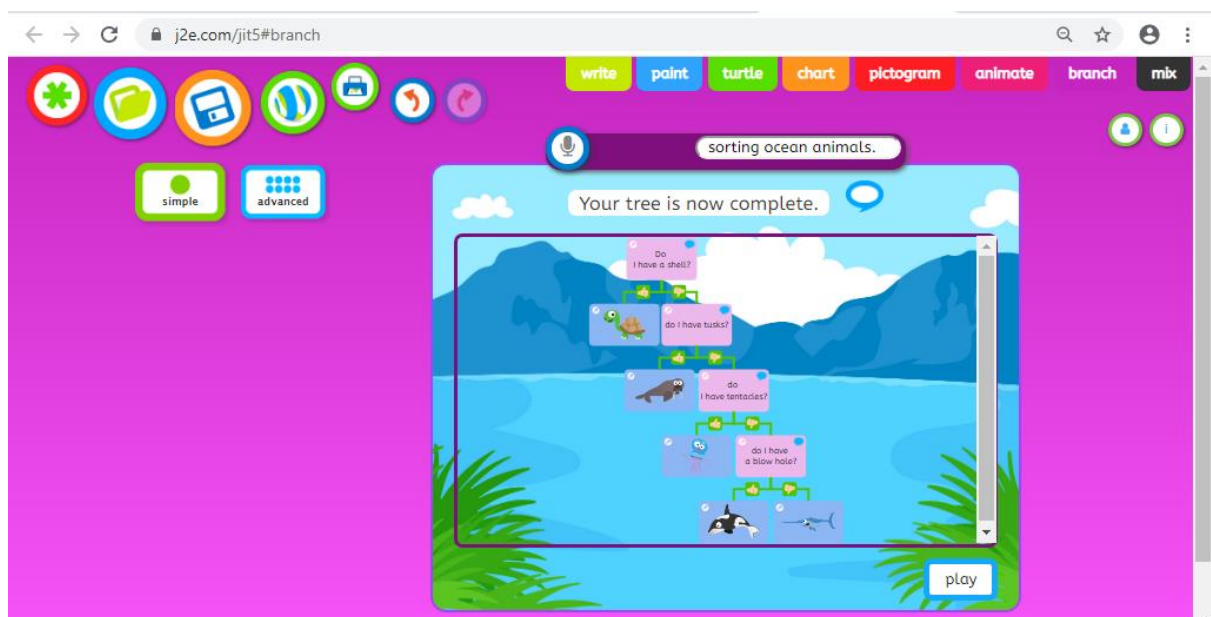 j2e.com/jit5#branch
write paint turtle chart pictogram animate branch mix
i
sorting ocean animals.
simple advanced
Your tree is now complete.
Do
I have a shell?
do I have tusks?
do
I have tentacles?
do I have
a blow hole?
play